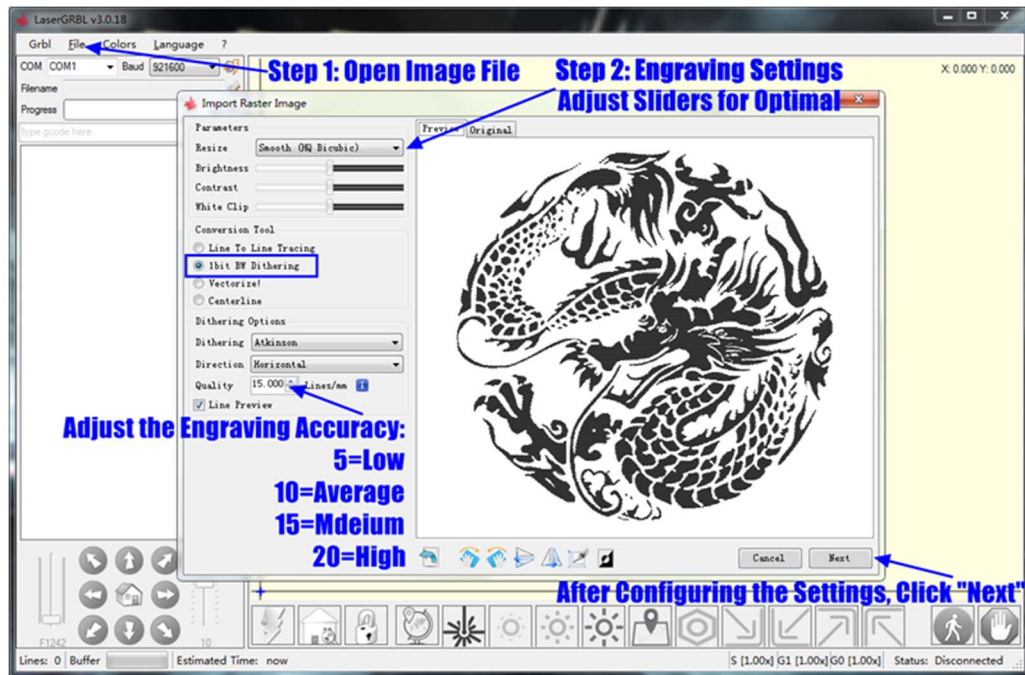 LaserGRBL v3.0.18
Grbl File Colors Language ?
COM COM1 Baud 921600
Step 1: Open Image File
Step 2: Engraving Settings
Adjust Sliders for Optimal
X: 0.000 Y: 0.000
Filename
Progress
type gcode here
Import Raster Image
Parameters
Resize Smooth (HQ Bicubic)
Brightness
Contrast
White Clip
Preview Original
Conversion Tool
Line To Line Tracing
1bit BW Dithering
Vectorize!
Centerline
Dithering Options
Dithering Atkinson
Direction Horizontal
Quality 15.000 Lines/mm
Line Preview
Adjust the Engraving Accuracy:
5=Low
10=Average
15=Mdeium
20=High
Cancel Next
After Configuring the Settings, Click "Next"
F1242 10
Lines: 0 Buffer Estimated Time: now
S [1.00x] G1 [1.00x] G0 [1.00x] Status: Disconnected